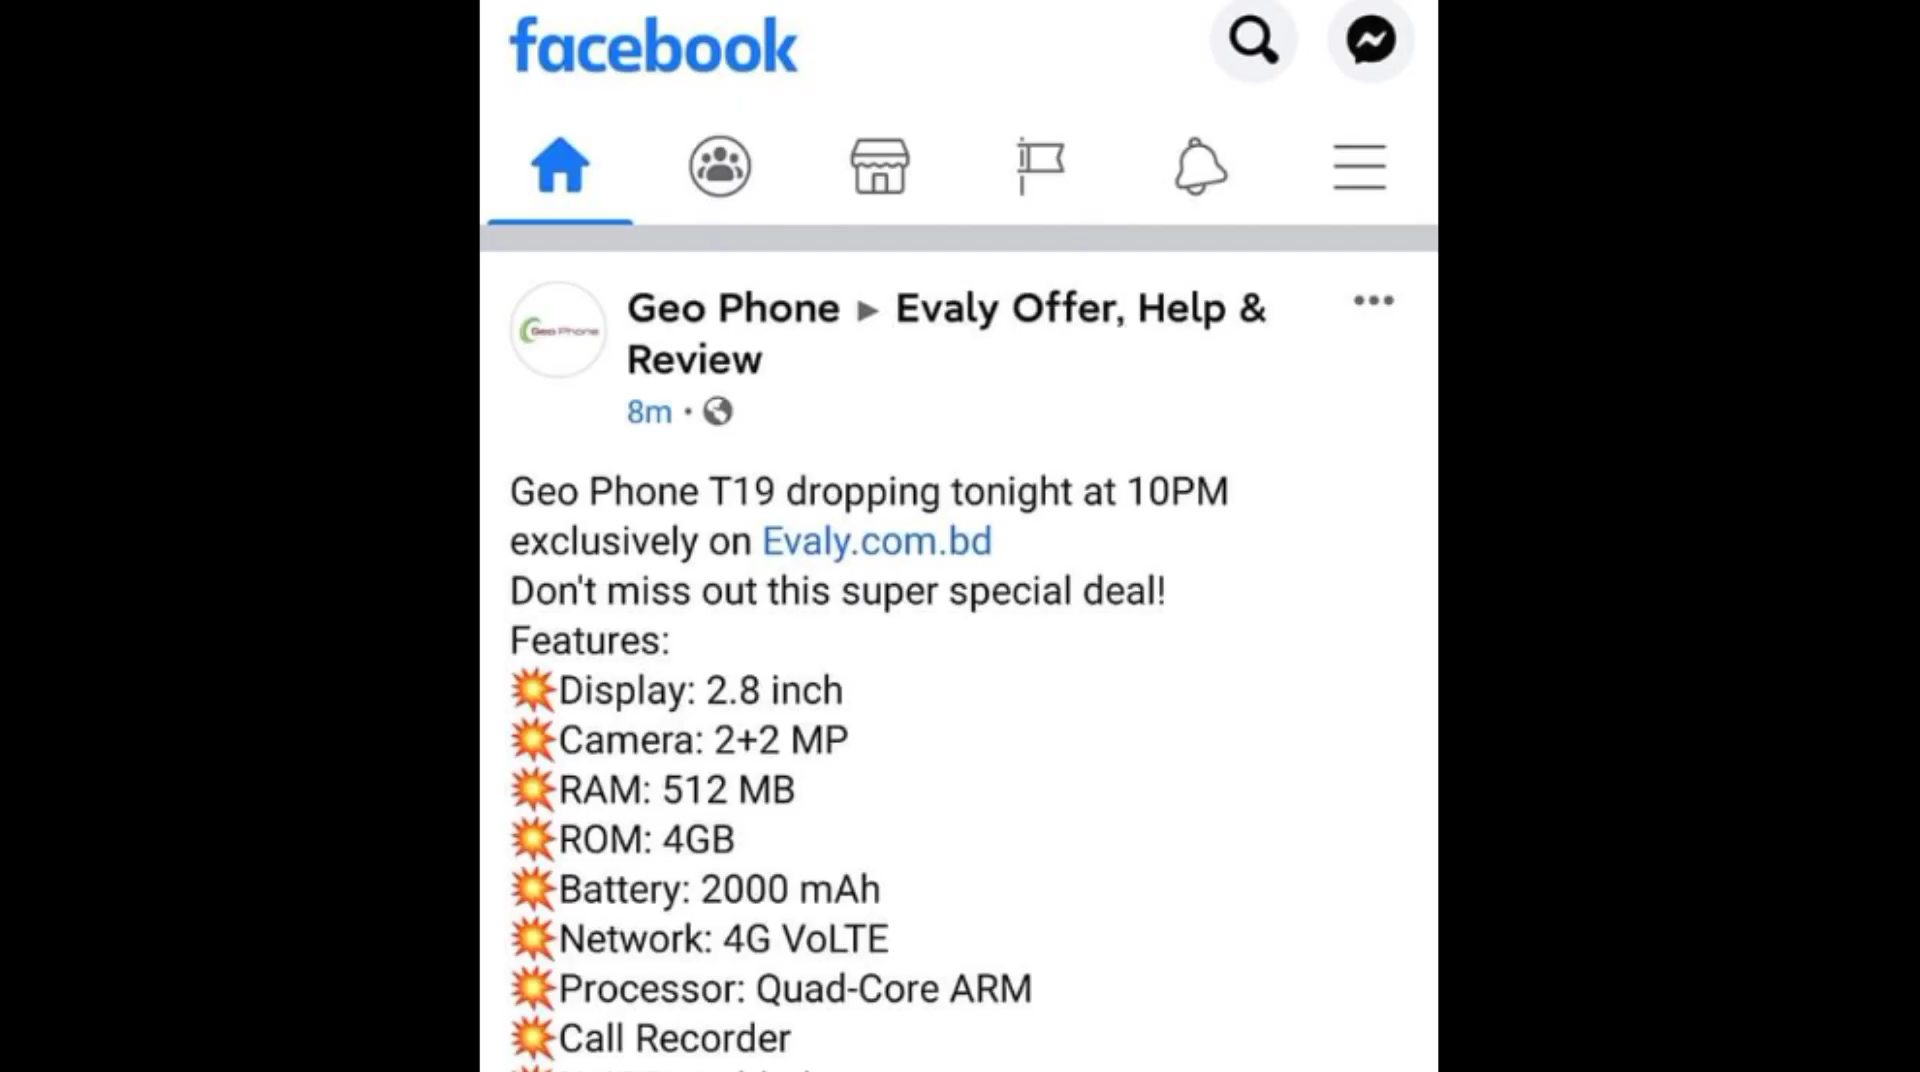 facebook
Geo Phone
Geo Phone ▶ Evaly Offer, Help &
Review
8m ·
Geo Phone T19 dropping tonight at 10PM
exclusively on Evaly.com.bd
Don't miss out this super special deal!
Features:
💥Display: 2.8 inch
💥Camera: 2+2 MP
💥RAM: 512 MB
💥ROM: 4GB
💥Battery: 2000 mAh
💥Network: 4G VoLTE
💥Processor: Quad-Core ARM
💥Call Recorder